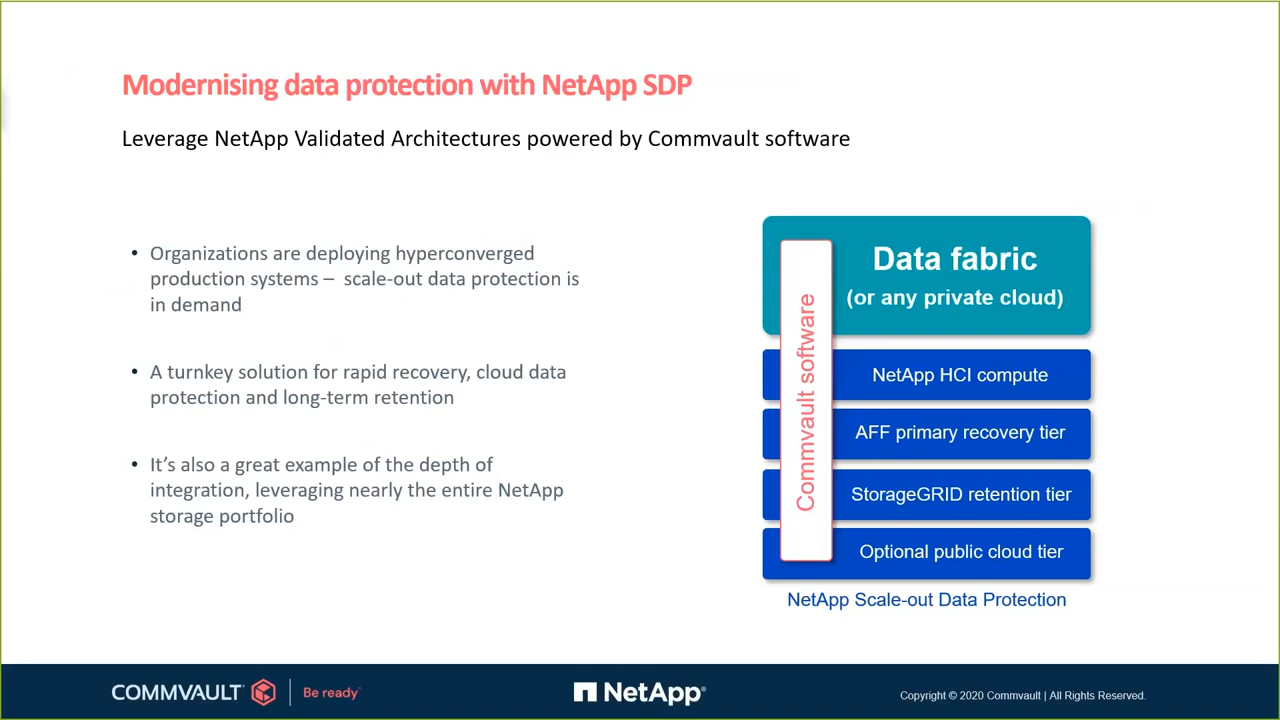 Modernising data protection with NetApp SDP
Leverage NetApp Validated Architectures powered by Commvault software
• Organizations are deploying hyperconverged
production systems – scale-out data protection is
in demand
• A turnkey solution for rapid recovery, cloud data
protection and long-term retention
• It’s also a great example of the depth of
integration, leveraging nearly the entire NetApp
storage portfolio
Commvault software
Data fabric
(or any private cloud)
NetApp HCI compute
AFF primary recovery tier
StorageGRID retention tier
Optional public cloud tier
NetApp Scale-out Data Protection
COMMVAULT
Be ready™
NetApp®
Copyright © 2020 Commvault | All Rights Reserved.